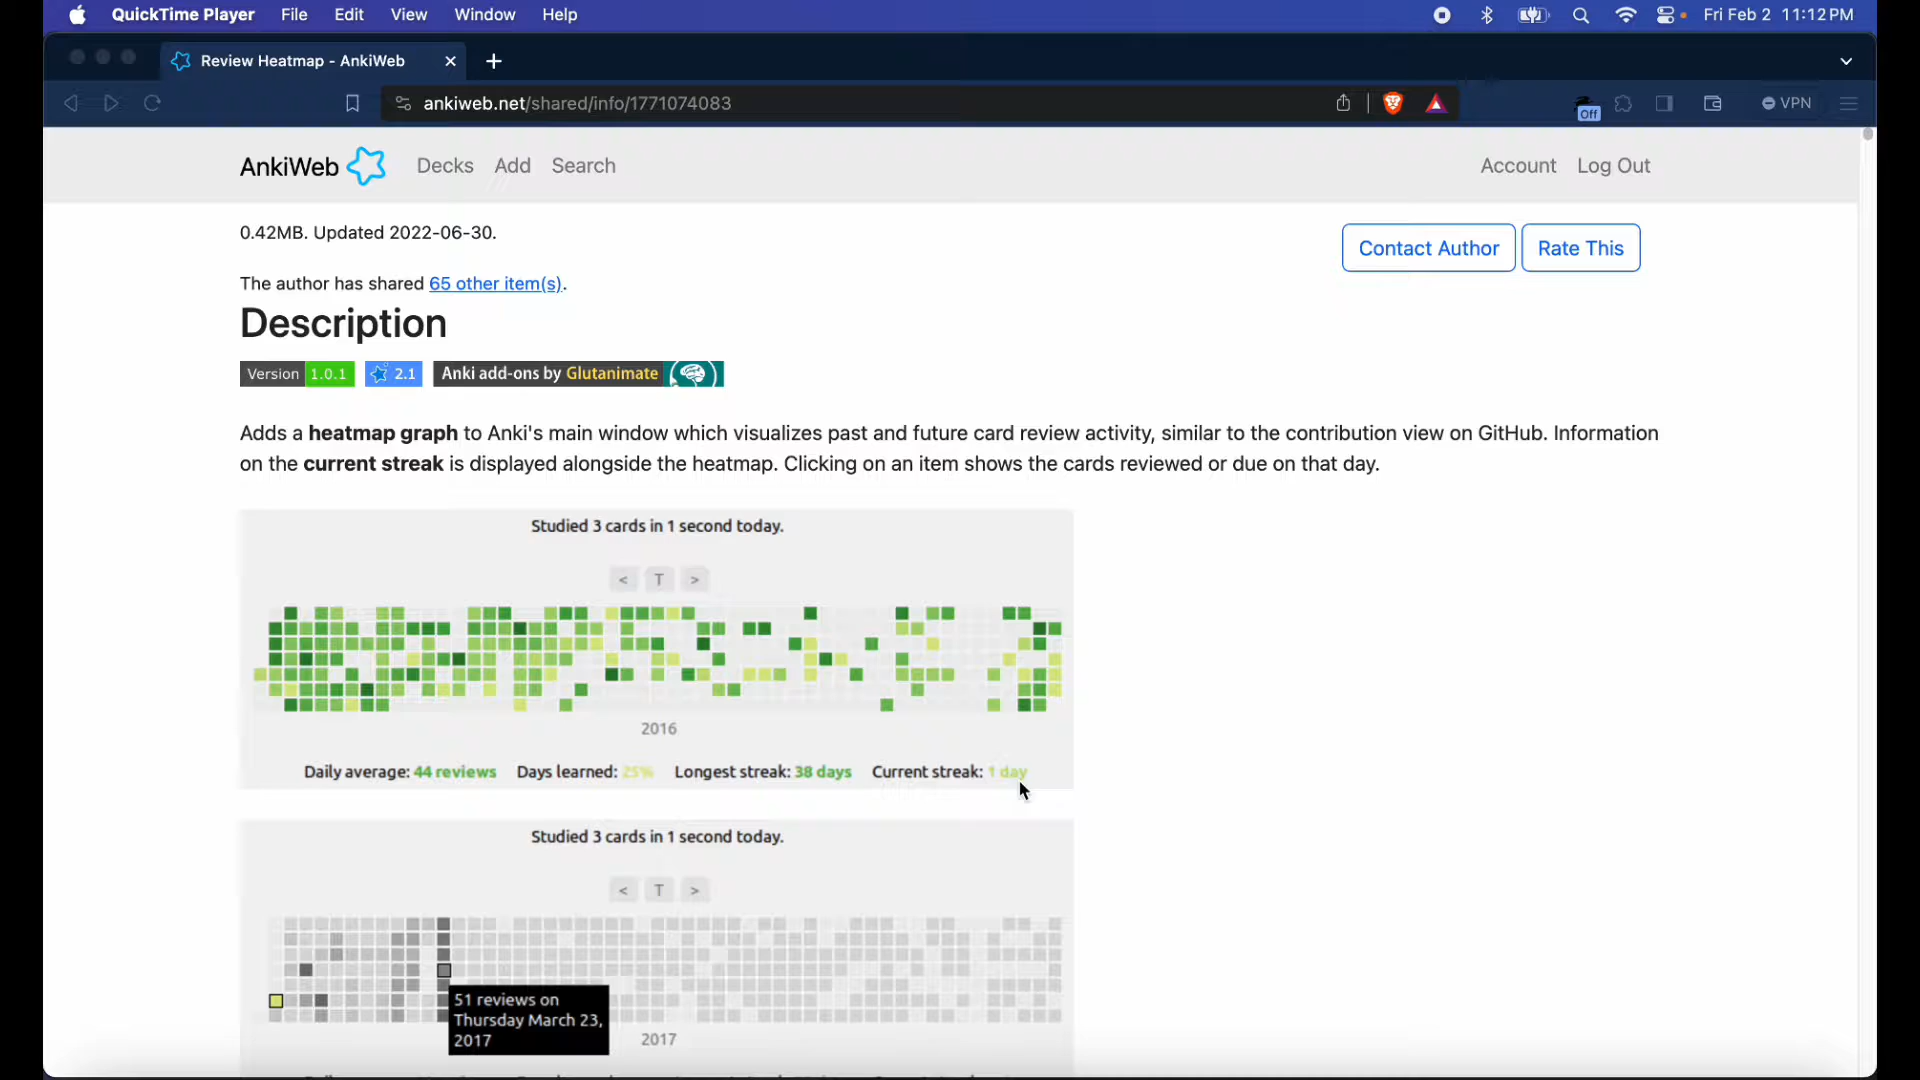 QuickTime Player File Edit View Window Help Fri Feb 2 11:12 PM
Review Heatmap - AnkiWeb
ankiweb.net/shared/info/1771074083 Off VPN
AnkiWeb Decks Add Search Account Log Out
0.42MB. Updated 2022-06-30.
Contact Author Rate This
The author has shared 65 other item(s).
Description
Version 1.0.1 2.1 Anki add-ons by Glutanimate
Adds a heatmap graph to Anki's main window which visualizes past and future card review activity, similar to the contribution view on GitHub. Information
on the current streak is displayed alongside the heatmap. Clicking on an item shows the cards reviewed or due on that day.
Studied 3 cards in 1 second today.
< T >
2016
Daily average: 44 reviews Days learned: 25% Longest streak: 38 days Current streak: 1 day
Studied 3 cards in 1 second today.
< T >
51 reviews on
Thursday March 23,
2017
2017